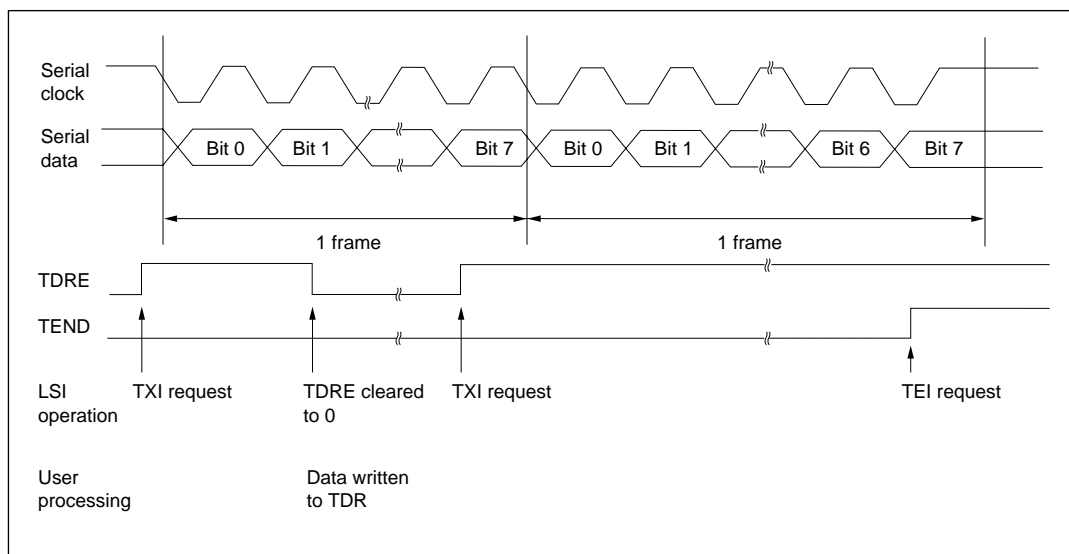 Serial
clock
Serial
data
Bit 0
Bit 1
Bit 7
Bit 0
Bit 1
Bit 6
Bit 7
1 frame
1 frame
TDRE
TEND
LSI
operation
TXI request
TDRE cleared
to 0
TXI request
TEI request
User
processing
Data written
to TDR